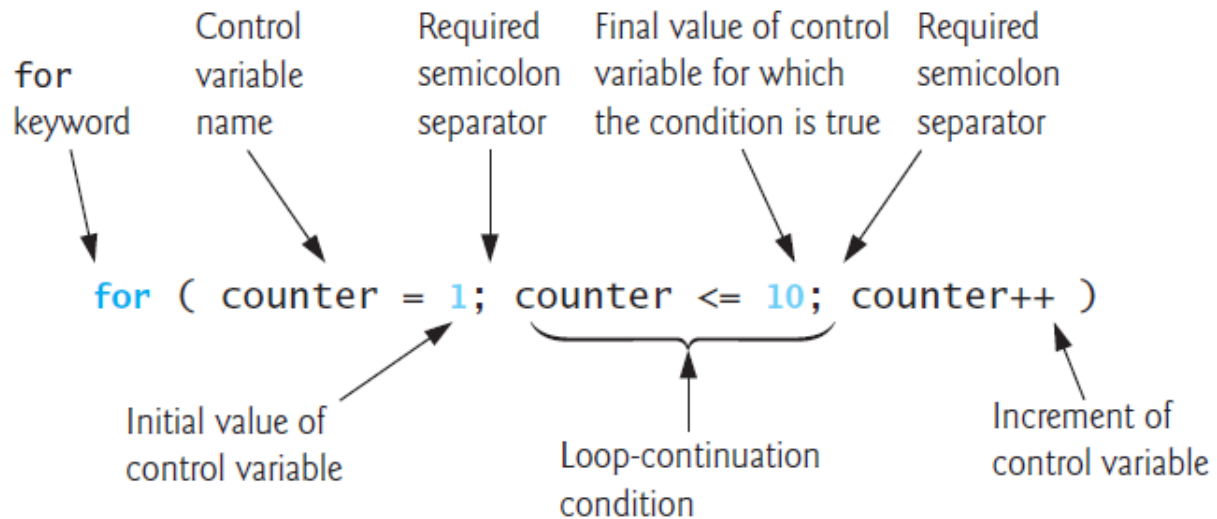 for
keyword
Control
variable
name
Required
semicolon
separator
Final value of control
variable for which
the condition is true
Required
semicolon
separator
for ( counter = 1; counter <= 10; counter++ )
Initial value of
control variable
Loop-continuation
condition
Increment of
control variable